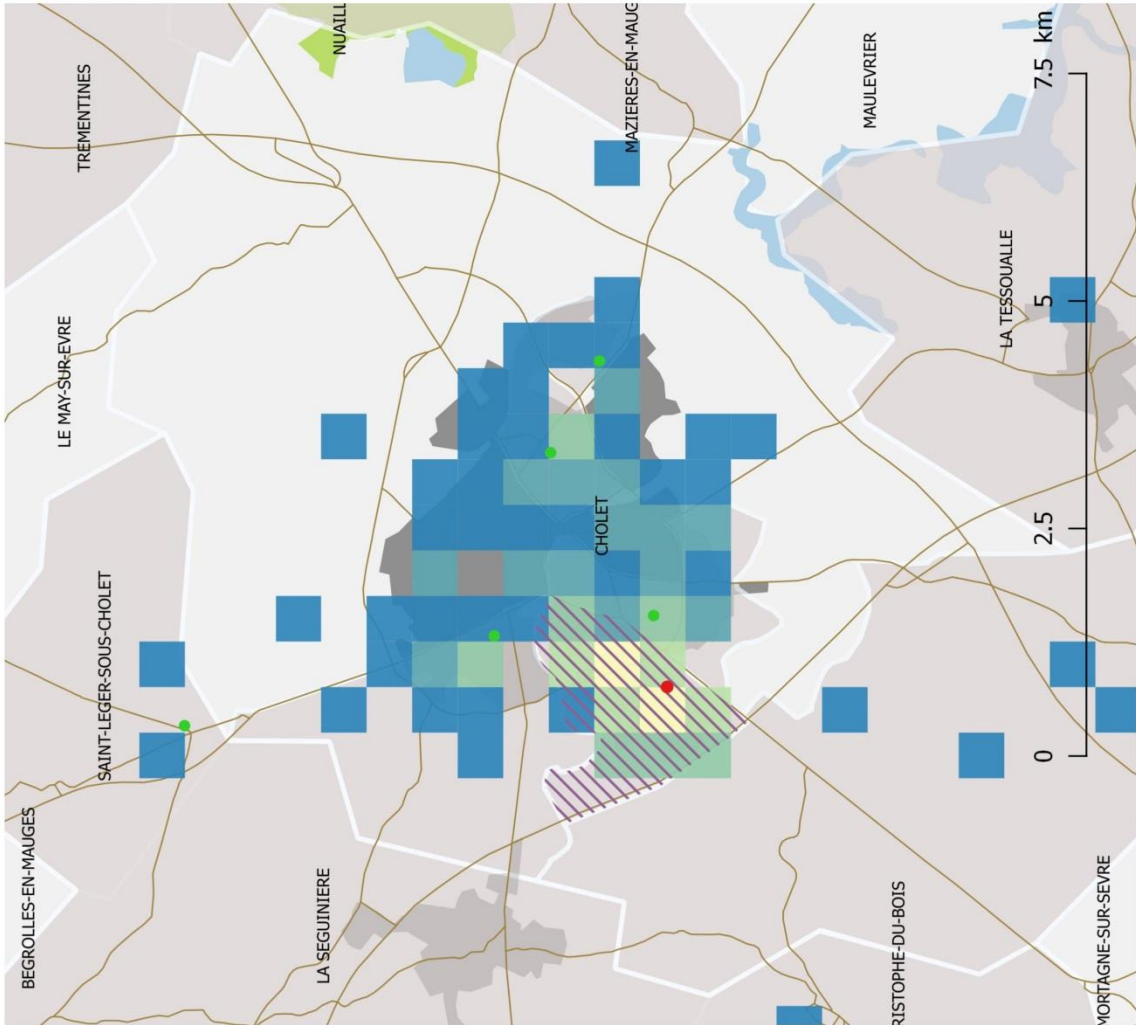 BEGROLLES-EN-MAUGES
LE MAY-SUR-EVRE
TREMENTINES
SAINT-LEGER-SOUS-CHOLET
LA SEGUINIERE
NUAILL
CHOLET
MAZIERES-EN-MAUG
MAULEVRIER
RISTOPHE-DU-BOIS
LA TESSOUALLE
0 2.5 5 7.5 km
MORTAGNE-SUR-SEVRE